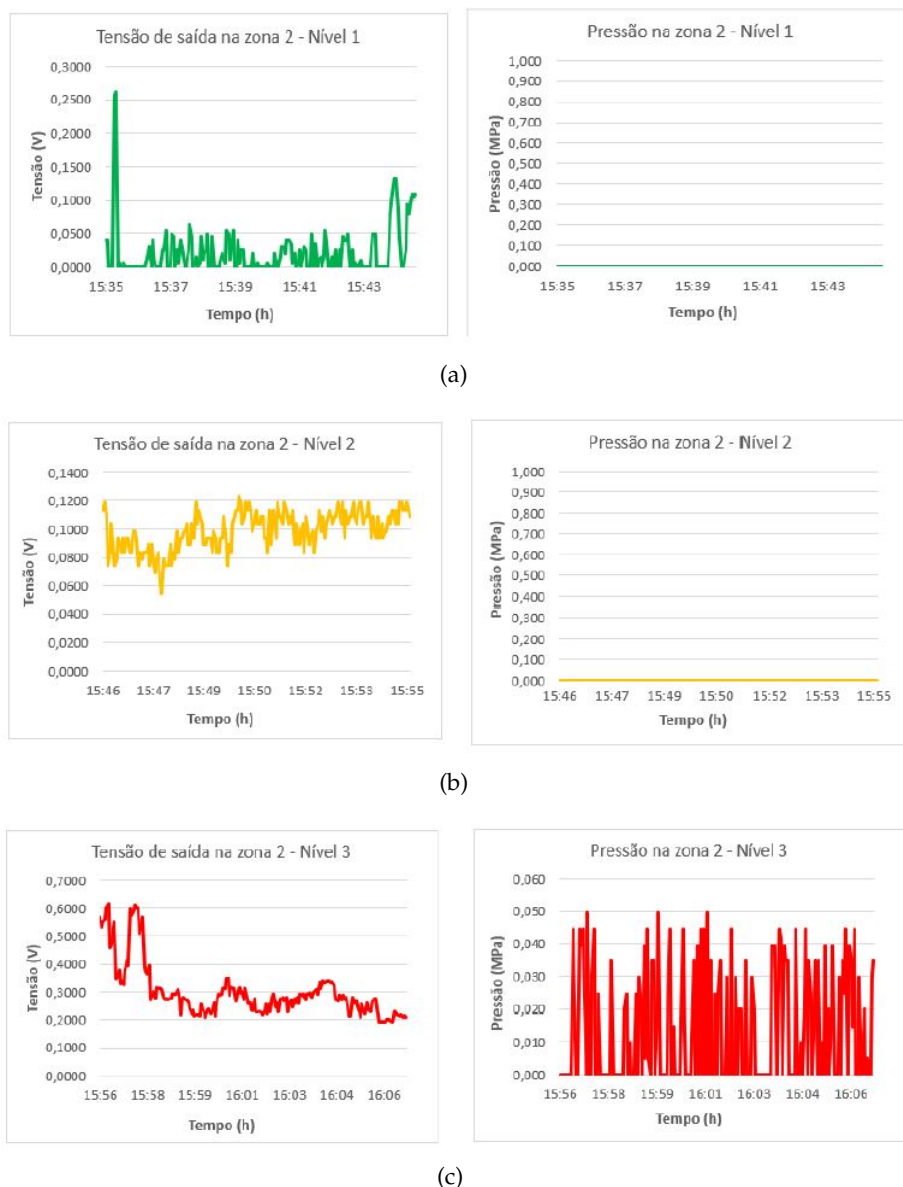 Tensão de saída na zona 2 - Nível 1
0,3000
0,2500
0,2000
0,1500
0,1000
0,0500
0,0000
Tensão (V)
15:35 15:37 15:39 15:41 15:43
Tempo (h)
Pressão na zona 2 - Nível 1
1,000
0,900
0,800
0,700
0,600
0,500
0,400
0,300
0,200
0,100
0,000
Pressão (MPa)
15:35 15:37 15:39 15:41 15:43
Tempo (h)
(a)
Tensão de saída na zona 2 - Nível 2
0,1400
0,1200
0,1000
0,0800
0,0600
0,0400
0,0200
0,0000
Tensão (V)
15:46 15:47 15:49 15:50 15:52 15:53 15:55
Tempo (h)
Pressão na zona 2 - Nível 2
1,000
0,900
0,800
0,700
0,600
0,500
0,400
0,300
0,200
0,100
0,000
Pressão (MPa)
15:46 15:47 15:49 15:50 15:52 15:53 15:55
Tempo (h)
(b)
Tensão de saída na zona 2 - Nível 3
0,7000
0,6000
0,5000
0,4000
0,3000
0,2000
0,1000
0,0000
Tensão (V)
15:56 15:58 15:59 16:01 16:03 16:04 16:06
Tempo (h)
Pressão na zona 2 - Nível 3
0,060
0,050
0,040
0,030
0,020
0,010
0,000
Pressão (MPa)
15:56 15:58 15:59 16:01 16:03 16:04 16:06
Tempo (h)
(c)